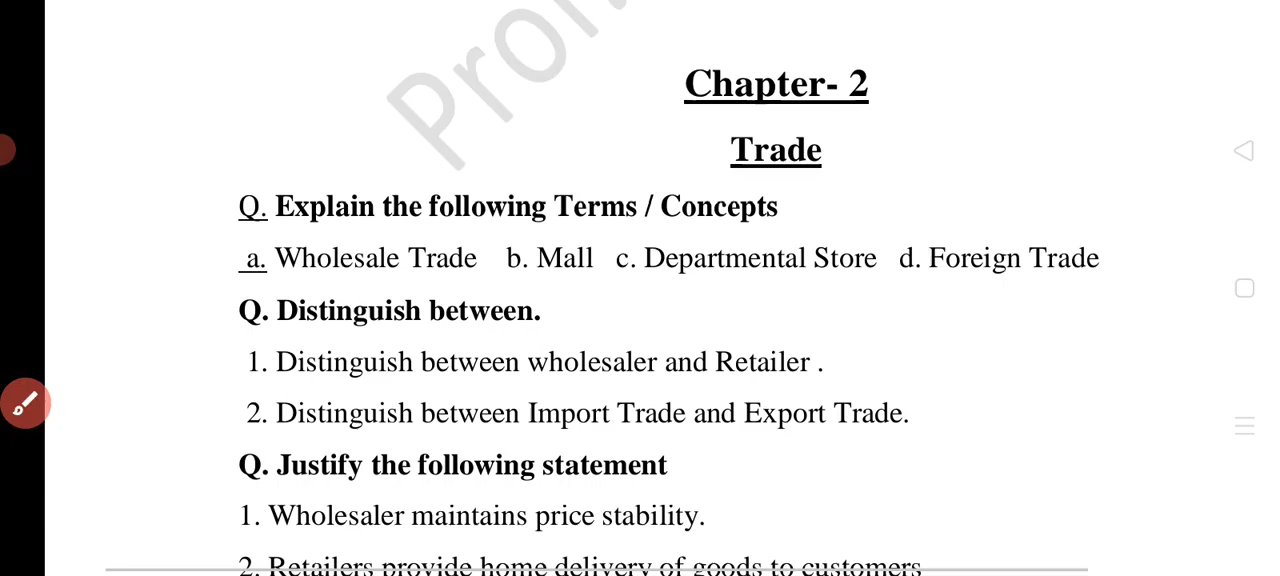 Chapter- 2
Trade
Q. Explain the following Terms / Concepts
a. Wholesale Trade b. Mall c. Departmental Store d. Foreign Trade
Q. Distinguish between.
1. Distinguish between wholesaler and Retailer .
2. Distinguish between Import Trade and Export Trade.
Q. Justify the following statement
1. Wholesaler maintains price stability.
2. Retailers provide home delivery of goods to customers